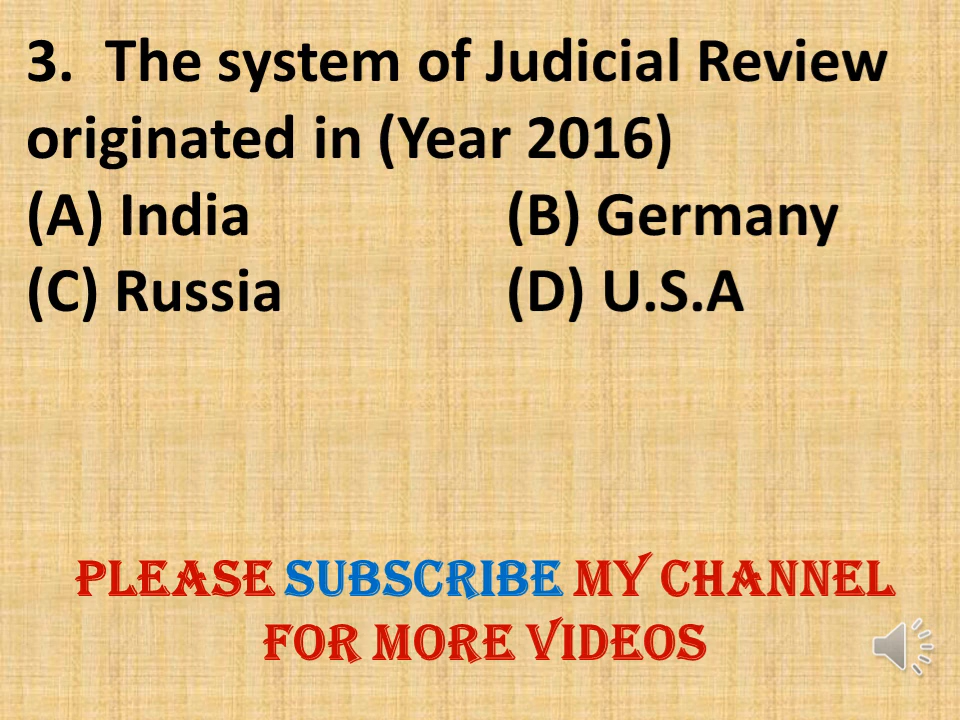 3. The system of Judicial Review
originated in (Year 2016)
(A) India (B) Germany
(C) Russia (D) U.S.A
PLEASE SUBSCRIBE MY CHANNEL
FOR MORE VIDEOS